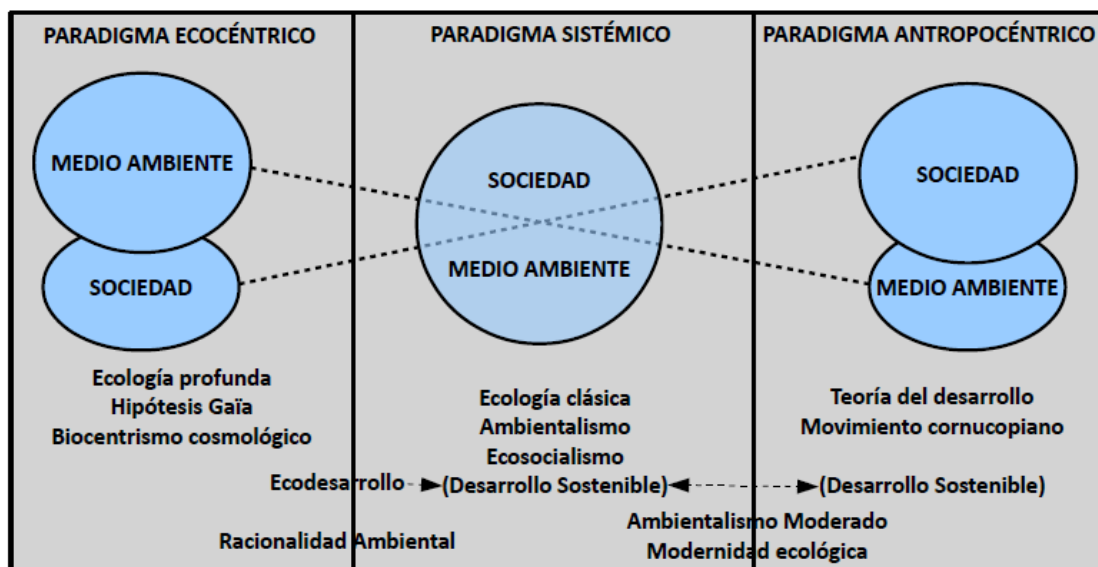 PARADIGMA ECOCÉNTRICO
MEDIO AMBIENTE
SOCIEDAD
Ecología profunda
Hipótesis Gaïa
Biocentrismo cosmológico
PARADIGMA SISTÉMICO
SOCIEDAD
MEDIO AMBIENTE
Ecología clásica
Ambientalismo
Ecosocialismo
PARADIGMA ANTROPOCÉNTRICO
SOCIEDAD
MEDIO AMBIENTE
Teoría del desarrollo
Movimiento cornucopiano
Ecodesarrollo (Desarrollo Sostenible) (Desarrollo Sostenible)
Racionalidad Ambiental
Ambientalismo Moderado
Modernidad ecológica